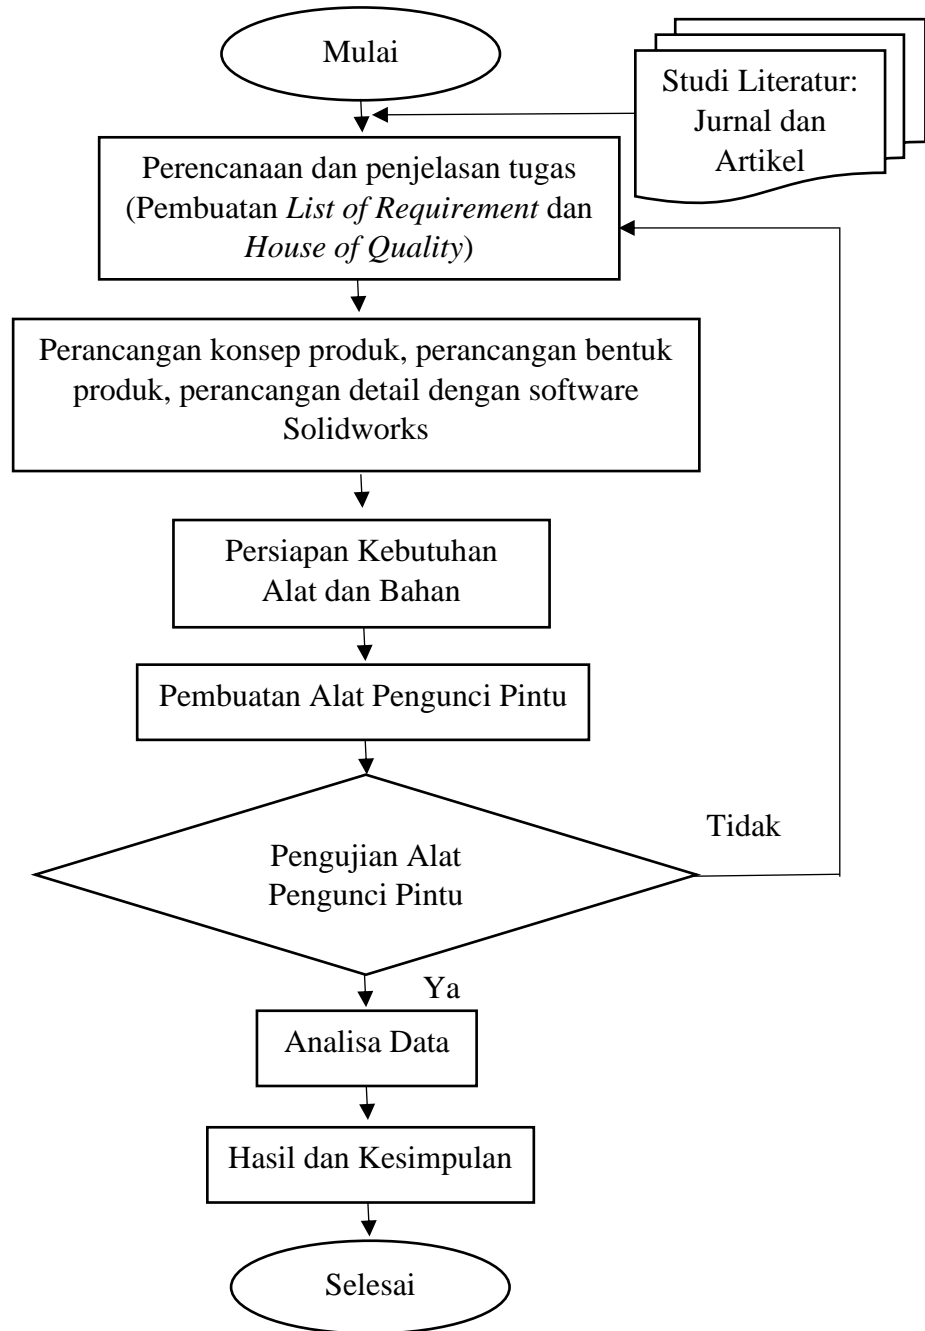 Mulai
Studi Literatur:
Jurnal dan
Artikel
Perencanaan dan penjelasan tugas
(Pembuatan List of Requirement dan
House of Quality)
Perancangan konsep produk, perancangan bentuk
produk, perancangan detail dengan software
Solidworks
Persiapan Kebutuhan
Alat dan Bahan
Pembuatan Alat Pengunci Pintu
Tidak
Pengujian Alat
Pengunci Pintu
Ya
Analisa Data
Hasil dan Kesimpulan
Selesai